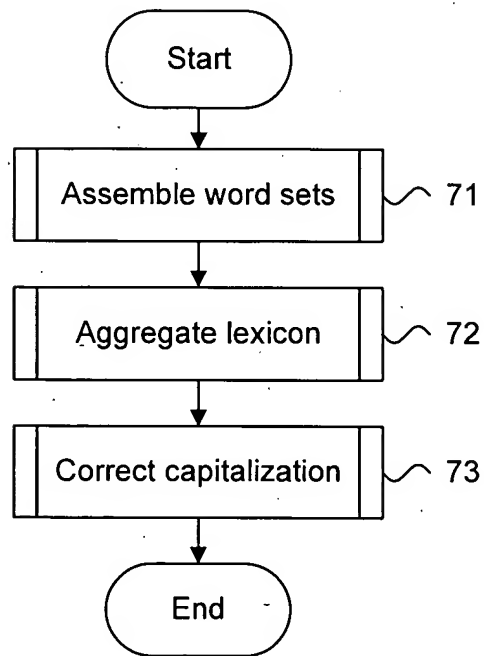 Start
Assemble word sets 71
Aggregate lexicon 72
Correct capitalization 73
End